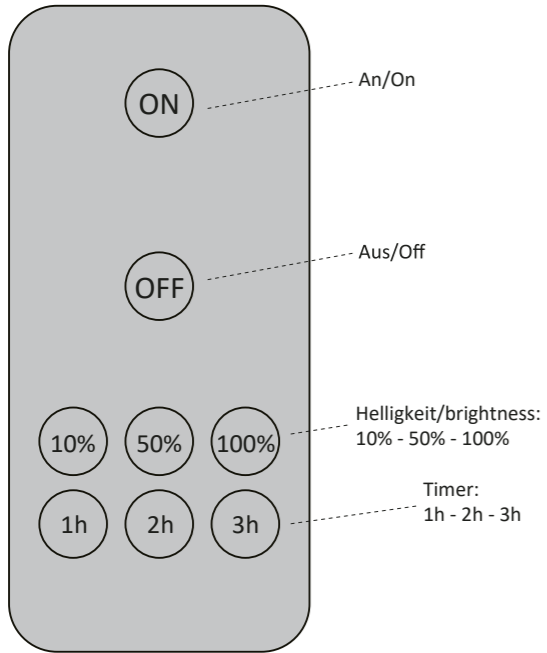 ON
An/On
OFF
Aus/Off
10% 50% 100%
Helligkeit/brightness:
10% - 50% - 100%
1h 2h 3h
Timer:
1h - 2h - 3h